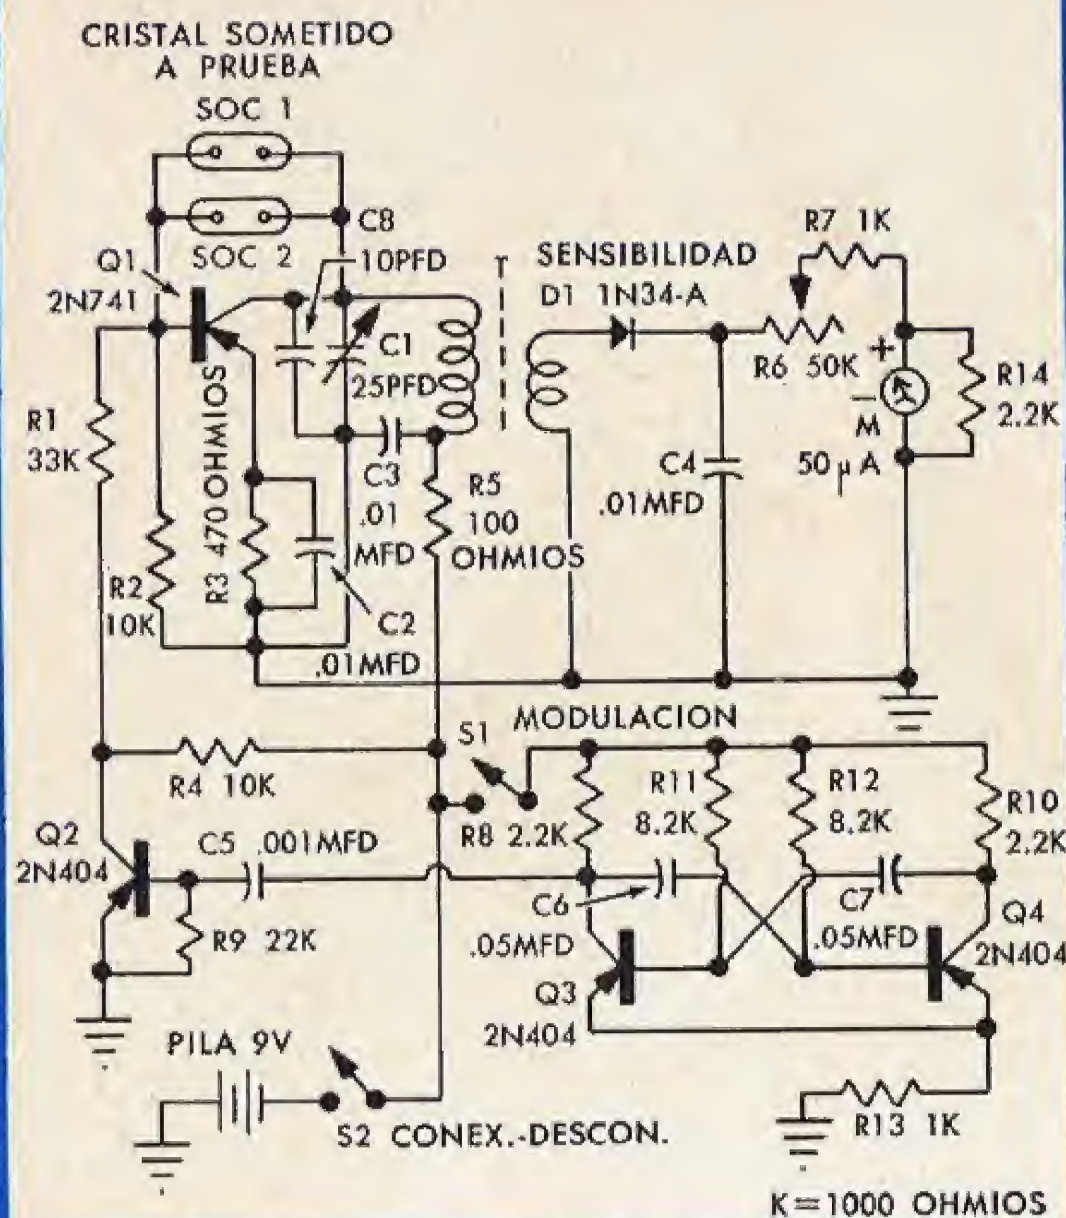 CRISTAL SOMETIDO
A PRUEBA
SOC 1
C8
SOC 2
10PFD
Q1
2N741
T
SENSIBILIDAD
D1 1N34-A
R7 1K
C1
25PFD
R6 50K
+
−
M
50 µA
R14
2.2K
R1
33K
R3 470 OHMIOS
C3
.01
MFD
R5
100
OHMIOS
C4
.01MFD
R2
10K
C2
.01MFD
MODULACION
S1
R4 10K
R8 2.2K
R11
8.2K
R12
8.2K
R10
2.2K
Q2
2N404
C5 .001MFD
R9 22K
C6
.05MFD
C7
.05MFD
Q3
2N404
Q4
2N404
PILA 9V
S2 CONEX.-DESCON.
R13 1K
K=1000 OHMIOS